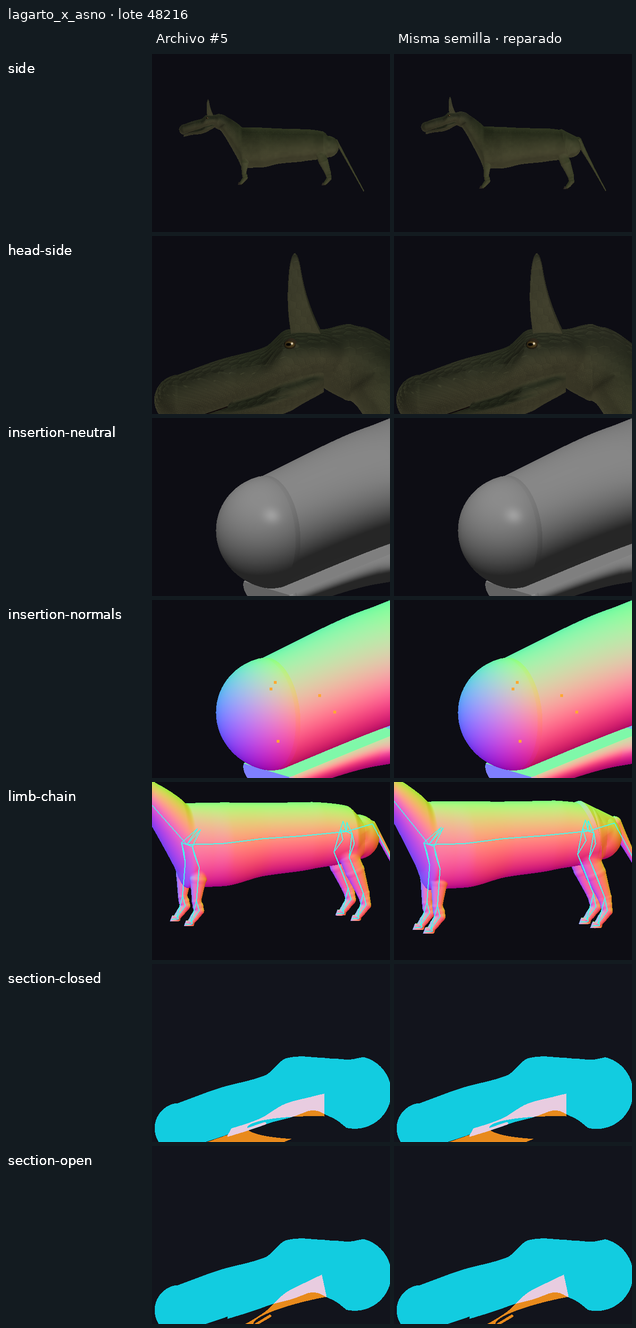 lagarto_x_asno · lote 48216
Archivo #5
Misma semilla · reparado
side
head-side
insertion-neutral
insertion-normals
limb-chain
section-closed
section-open